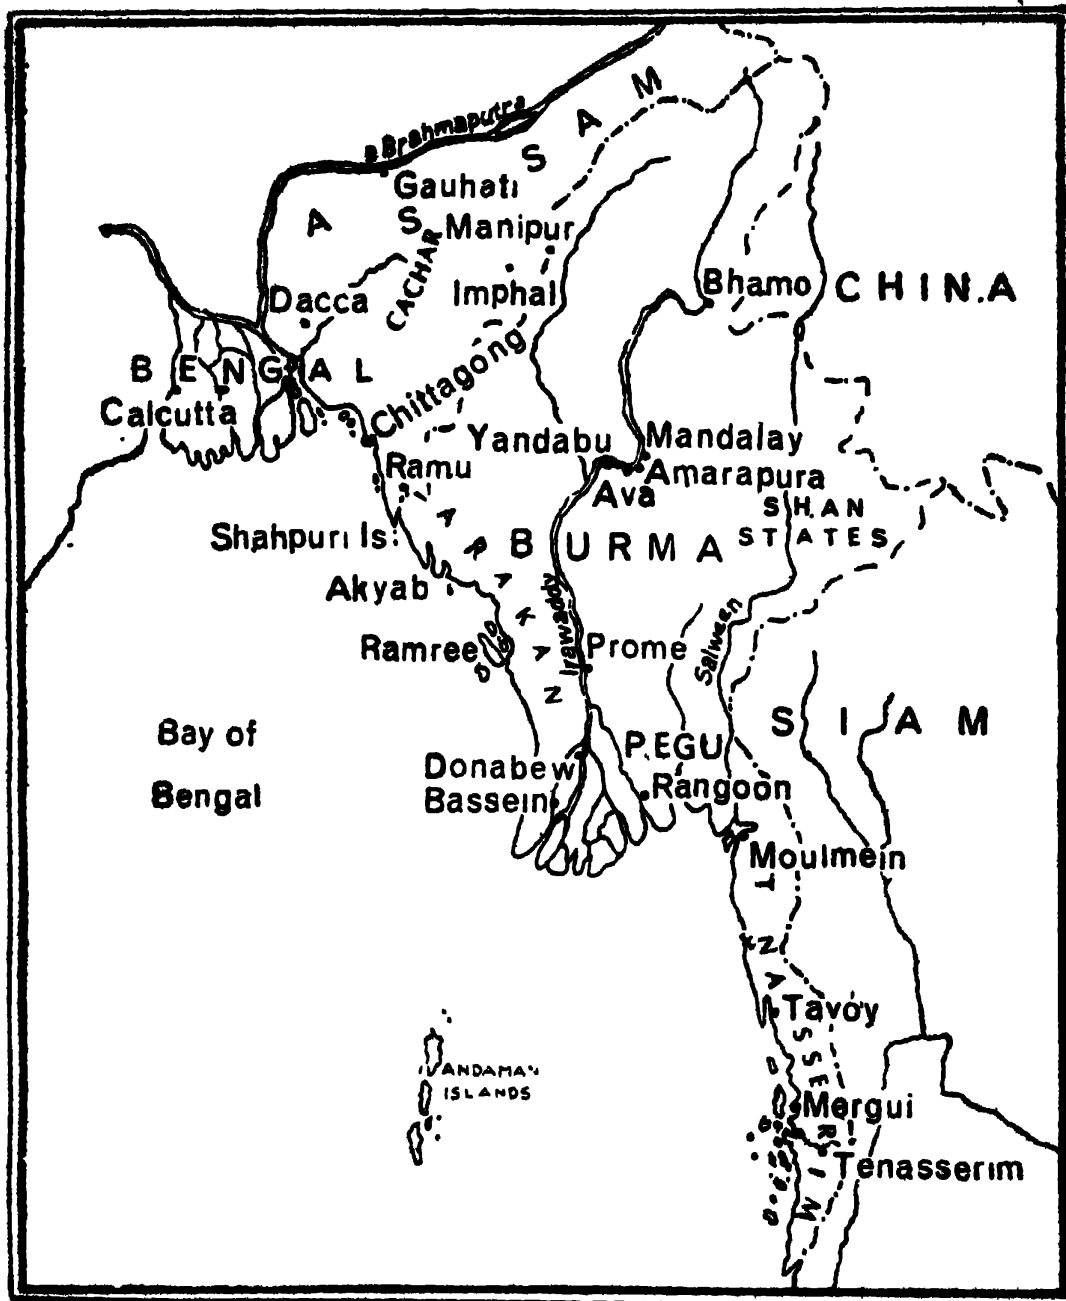 Brahmaputra
ASSAM
Gauhati
Manipur
CACHAR
Imphal
Dacca
Bhamo
CHINA
BENGAL
Chittagong
Calcutta
Yandabu
Mandalay
Amarapura
Ramu
Ava
SHAN
STATES
Shahpuri Is.
BURMA
ARAKAN
Akyab
Irawaddy
Salween
Ramree
Prome
SIAM
Bay of
Bengal
PEGU
Donabew
Rangoon
Bassein
Moulmein
Tavoy
ANDAMAN
ISLANDS
Mergui
Tenasserim